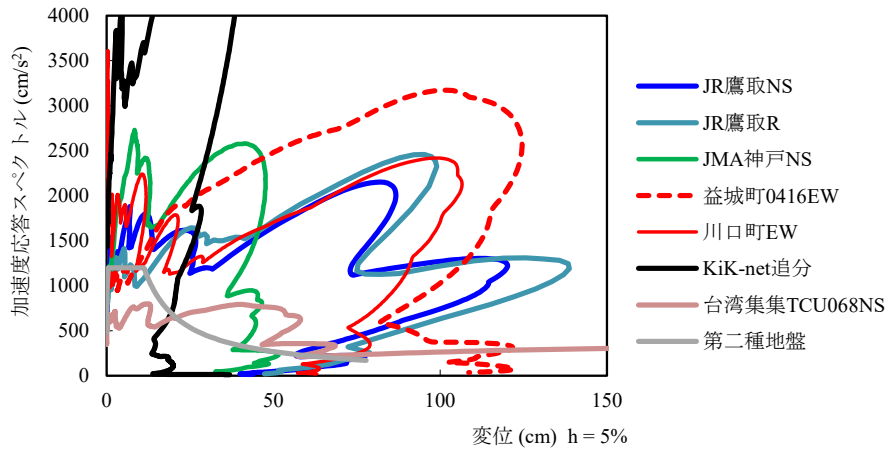 加速度応答スペクトル (cm/s²)
4000
3500
3000
2500
2000
1500
1000
500
0
0
50
100
150
変位 (cm) h = 5%
JR鷹取NS
JR鷹取R
JMA神戸NS
益城町0416EW
川口町EW
KiK-net追分
台湾集集TCU068NS
第二種地盤